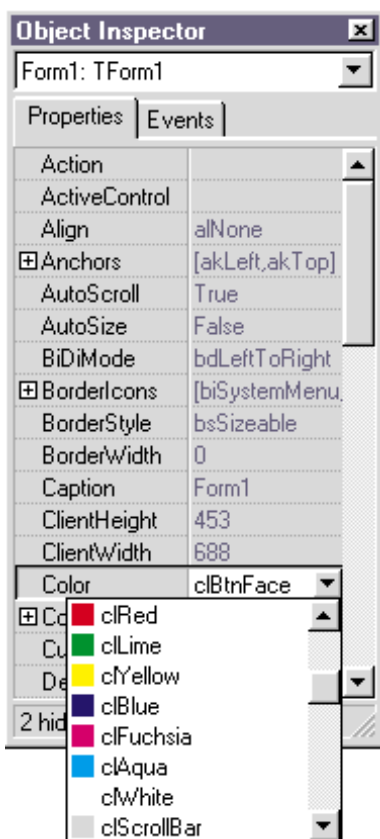 Object Inspector
Form1: TForm1
Properties Events
Action
ActiveControl
Align alNone
Anchors [akLeft,akTop]
AutoScroll True
AutoSize False
BiDiMode bdLeftToRight
BorderIcons [biSystemMenu,
BorderStyle bsSizeable
BorderWidth 0
Caption Form1
ClientHeight 453
ClientWidth 688
Color clBtnFace
clRed
clLime
clYellow
clBlue
2 hid
clFuchsia
clAqua
clWhite
clScrollBar